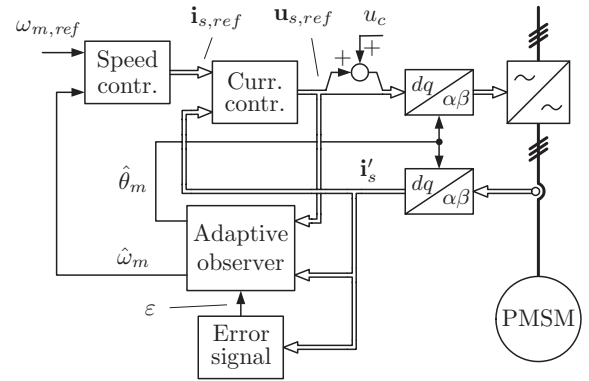 ω_{m,ref}
i_{s,ref}
u_{s,ref}
u_c
+
+
Speed
contr.
Curr.
contr.
dq
αβ
~
~
i′_s
dq
αβ
θ̂_m
Adaptive
observer
ω̂_m
ε
Error
signal
PMSM